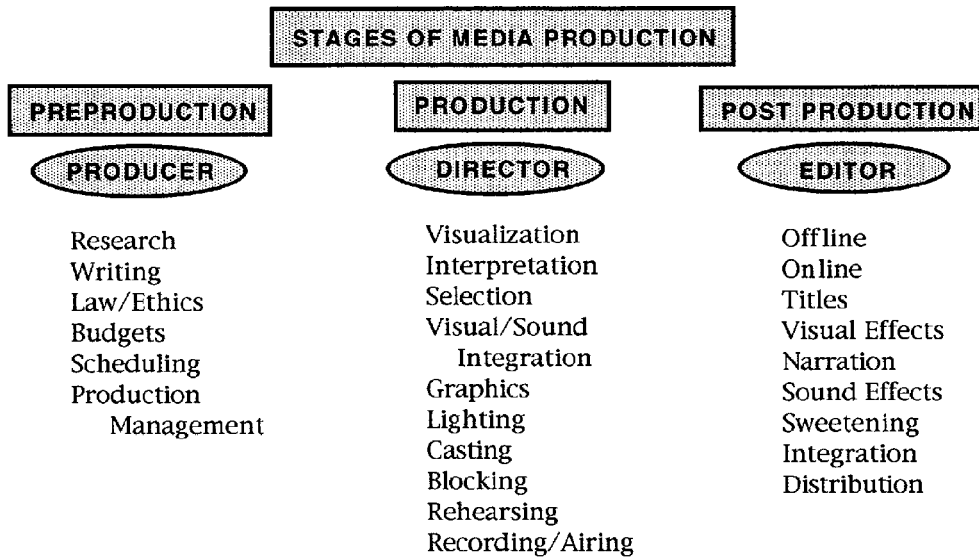 STAGES OF MEDIA PRODUCTION
PREPRODUCTION
PRODUCER
Research
Writing
Law/Ethics
Budgets
Scheduling
Production
Management
PRODUCTION
DIRECTOR
Visualization
Interpretation
Selection
Visual/Sound
Integration
Graphics
Lighting
Casting
Blocking
Rehearsing
Recording/Airing
POST PRODUCTION
EDITOR
Offline
Online
Titles
Visual Effects
Narration
Sound Effects
Sweetening
Integration
Distribution